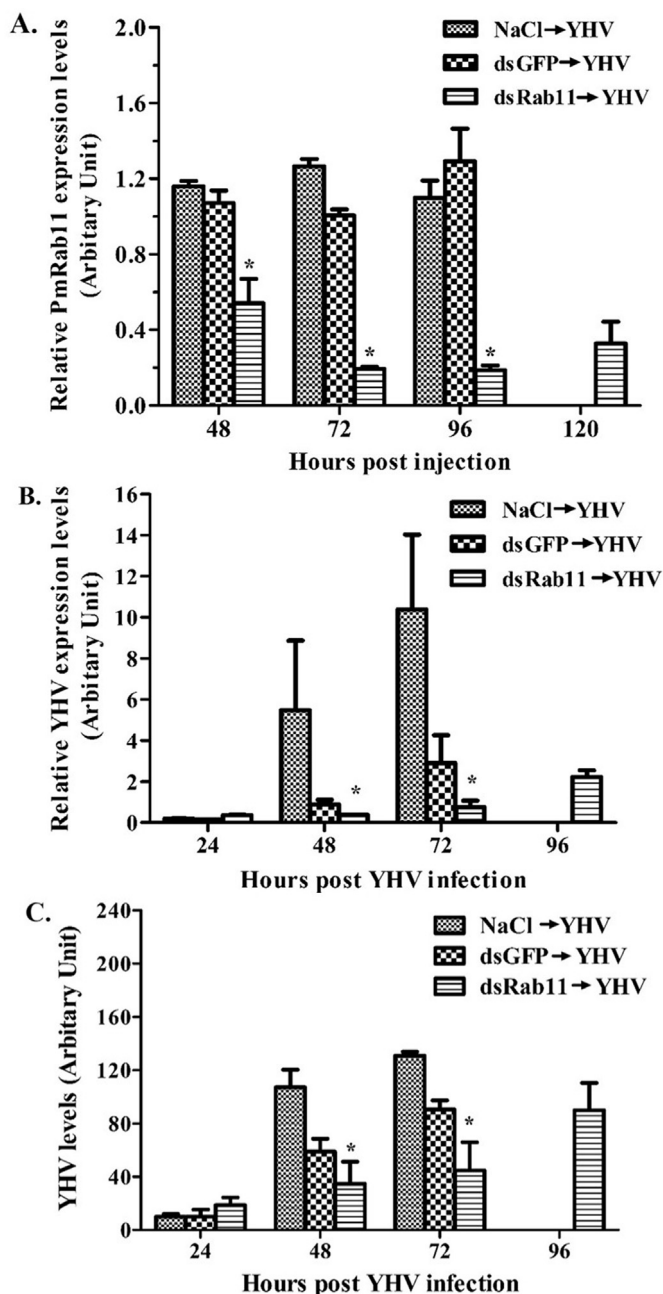 A.
NaCl→YHV
dsGFP→YHV
dsRab11→YHV
Relative PmRab11 expression levels
(Arbitary Unit)
2.0
1.6
1.2
0.8
0.4
0.0
*
*
*
48 72 96 120
Hours post injection
B.
NaCl→YHV
dsGFP→YHV
dsRab11→YHV
Relative YHV expression levels
(Arbitary Unit)
16
14
12
10
8
6
4
2
0
*
*
24 48 72 96
Hours post YHV infection
C.
NaCl→YHV
dsGFP→YHV
dsRab11→YHV
YHV levels (Arbitary Unit)
240
200
160
120
80
40
0
*
*
24 48 72 96
Hours post YHV infection